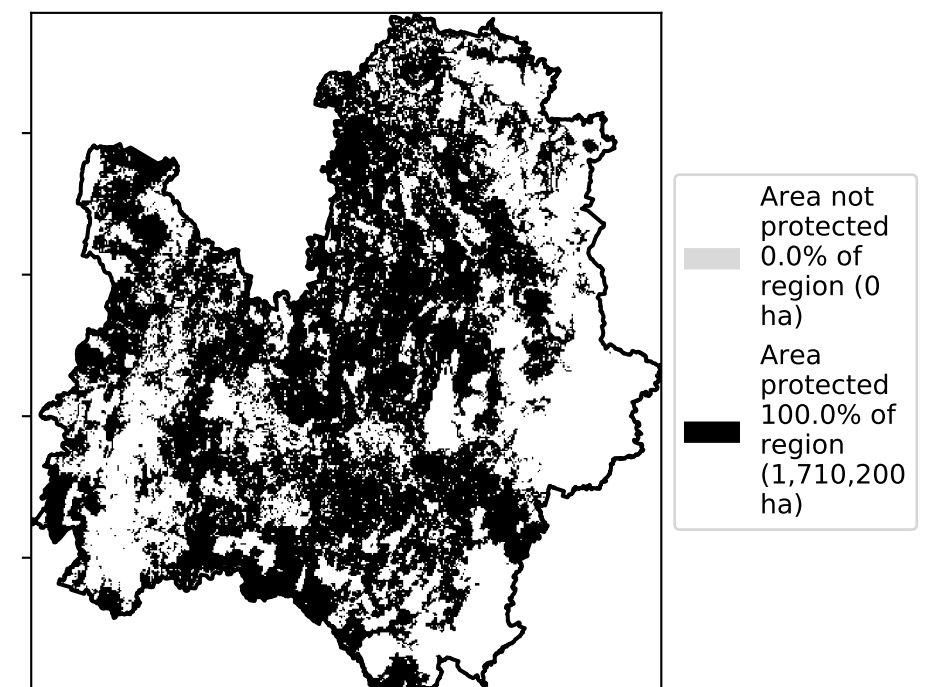 Area not
protected
0.0% of
region (0
ha)
Area
protected
100.0% of
region
(1,710,200
ha)